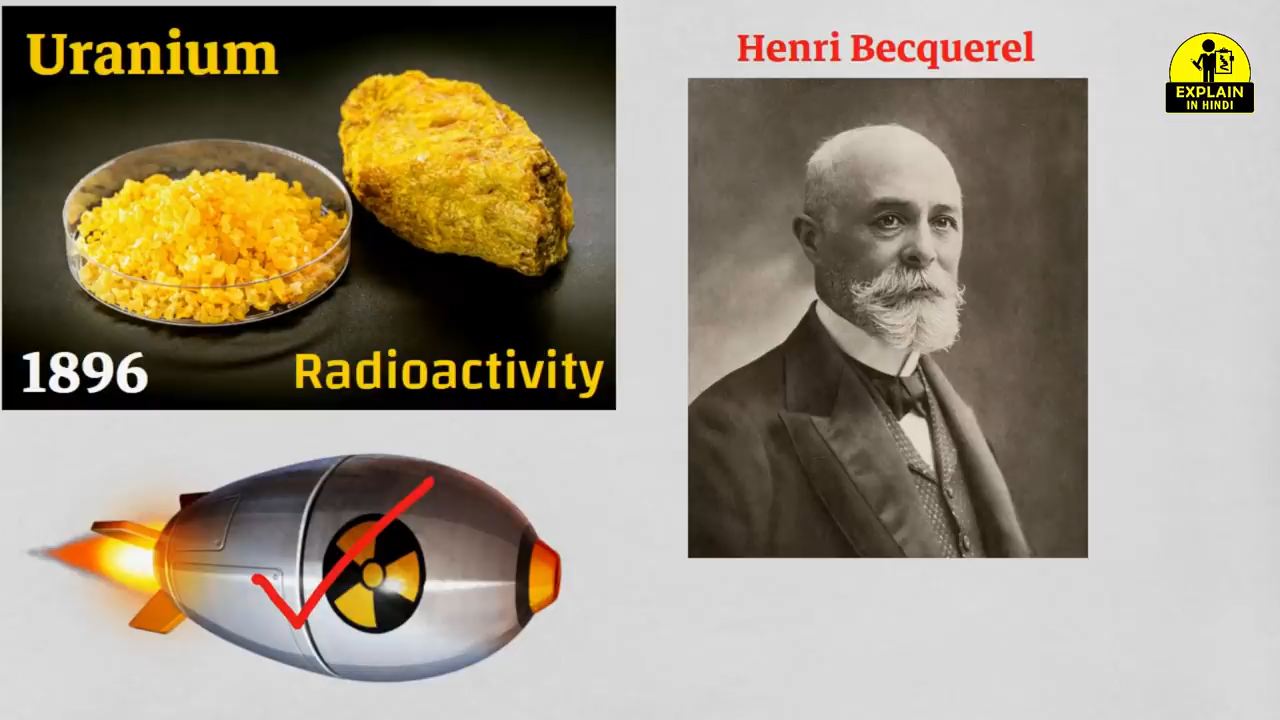 Uranium
1896
Radioactivity
Henri Becquerel
EXPLAIN
IN HINDI